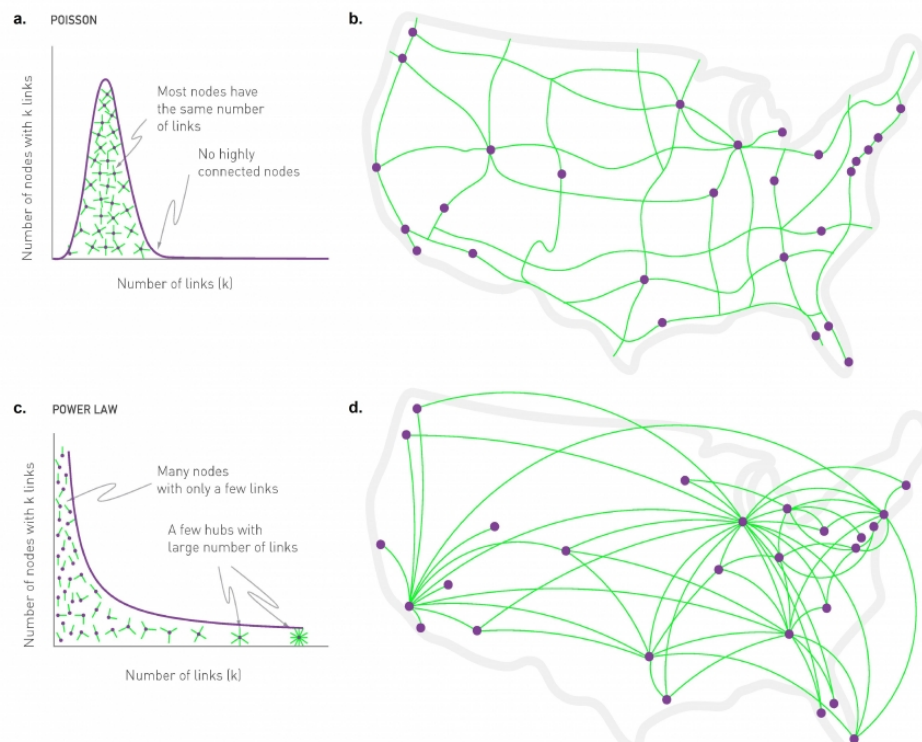 a. POISSON
Number of nodes with k links
Most nodes have
the same number
of links
No highly
connected nodes
Number of links (k)
b.
c. POWER LAW
Number of nodes with k links
Many nodes
with only a few links
A few hubs with
large number of links
Number of links (k)
d.